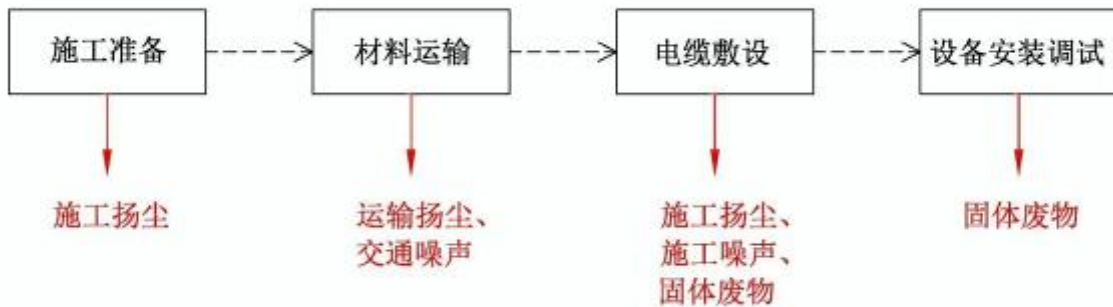 施工准备
材料运输
电缆敷设
设备安装调试
施工扬尘
运输扬尘、
交通噪声
施工扬尘、
施工噪声、
固体废物
固体废物